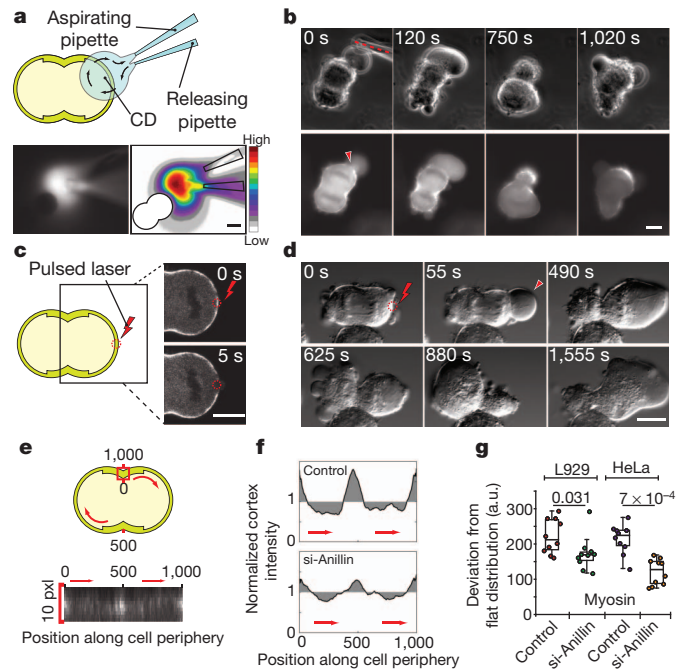 a
Aspirating
pipette
CD
Releasing
pipette
High
Low
b
0 s
120 s
750 s
1,020 s
c
Pulsed laser
0 s
5 s
d
0 s
55 s
490 s
625 s
880 s
1,555 s
e
1,000
0
500
0 500 1,000
10 pxl
Position along cell periphery
f
Control
si-Anillin
Normalized cortex
intensity
1
0
1
0
0 500 1,000
Position along cell periphery
g
L929 HeLa
0.031 7 × 10⁻⁴
Deviation from
flat distribution (a.u.)
300
200
100
0
Myosin
Control
si-Anillin
Control
si-Anillin